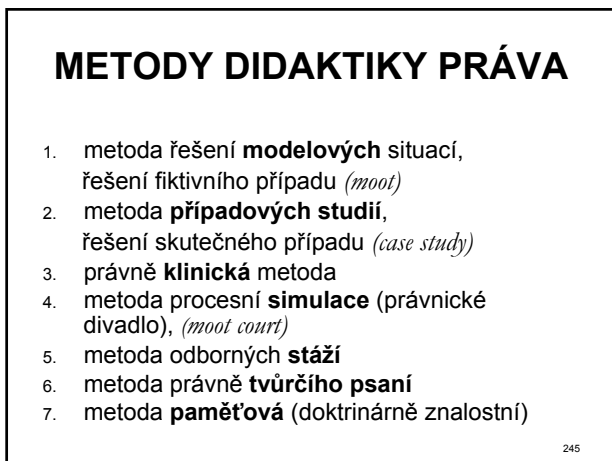 METODY DIDAKTIKY PRÁVA
1. metoda řešení modelových situací,
řešení fiktivního případu (moot)
2. metoda případových studií,
řešení skutečného případu (case study)
3. právně klinická metoda
4. metoda procesní simulace (právnické
divadlo), (moot court)
5. metoda odborných stáží
6. metoda právně tvůrčího psaní
7. metoda paměťová (doktrinárně znalostní)
245